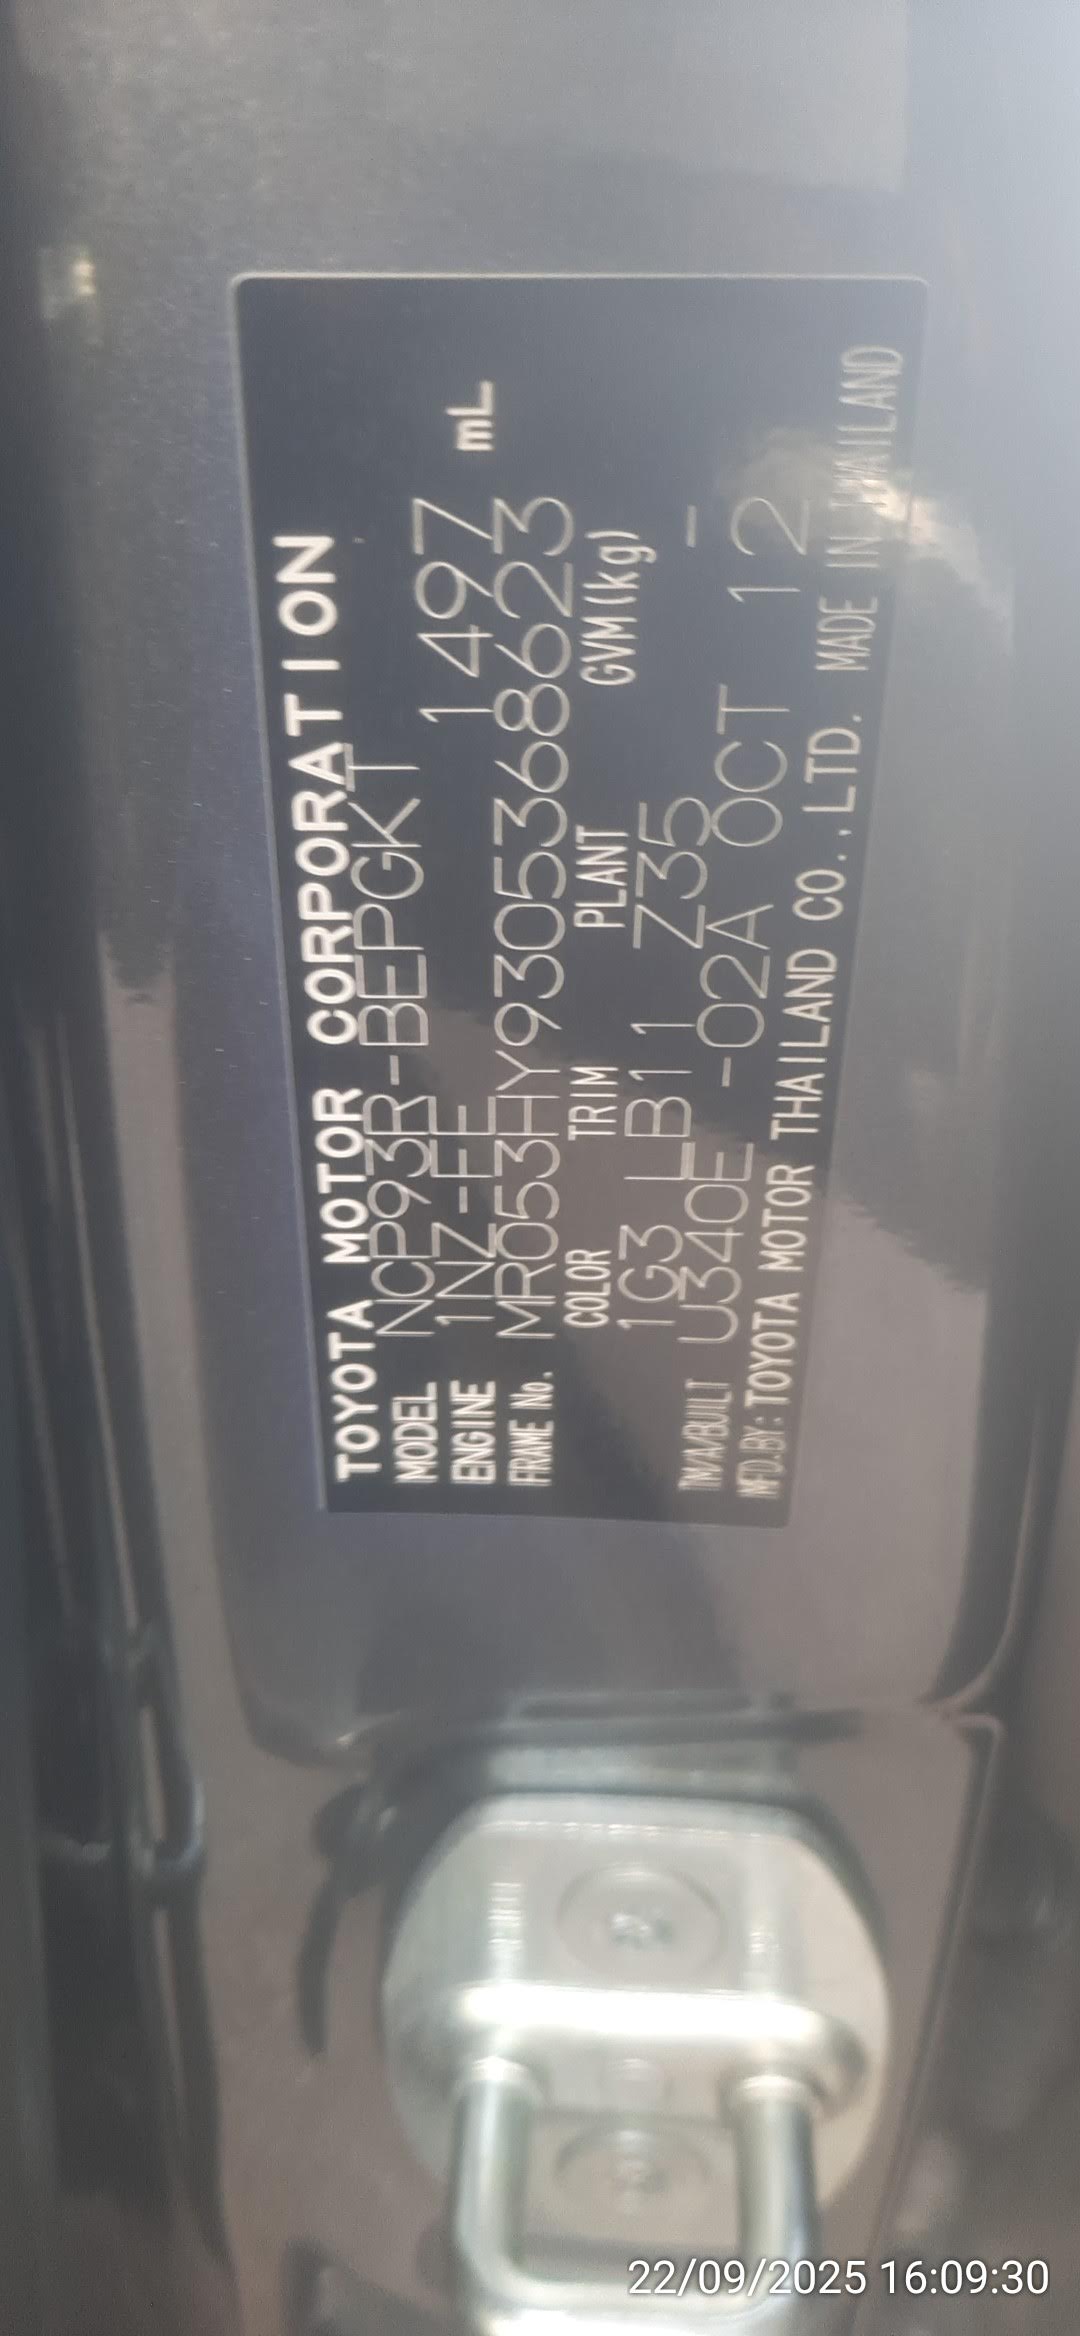 TOYOTA MOTOR CORPORATION
MODEL NCP93R-BEPGKT
ENGINE 1NZ-FE 1497 mL
FRAME No. MR053HY9305368623
COLOR TRIM PLANT GVM(kg)
1G3 LB11 Z35 -
TM/A/BUILT U340E -02A OCT 12
MFD.BY: TOYOTA MOTOR THAILAND CO.,LTD. MADE IN THAILAND
22/09/2025 16:09:30